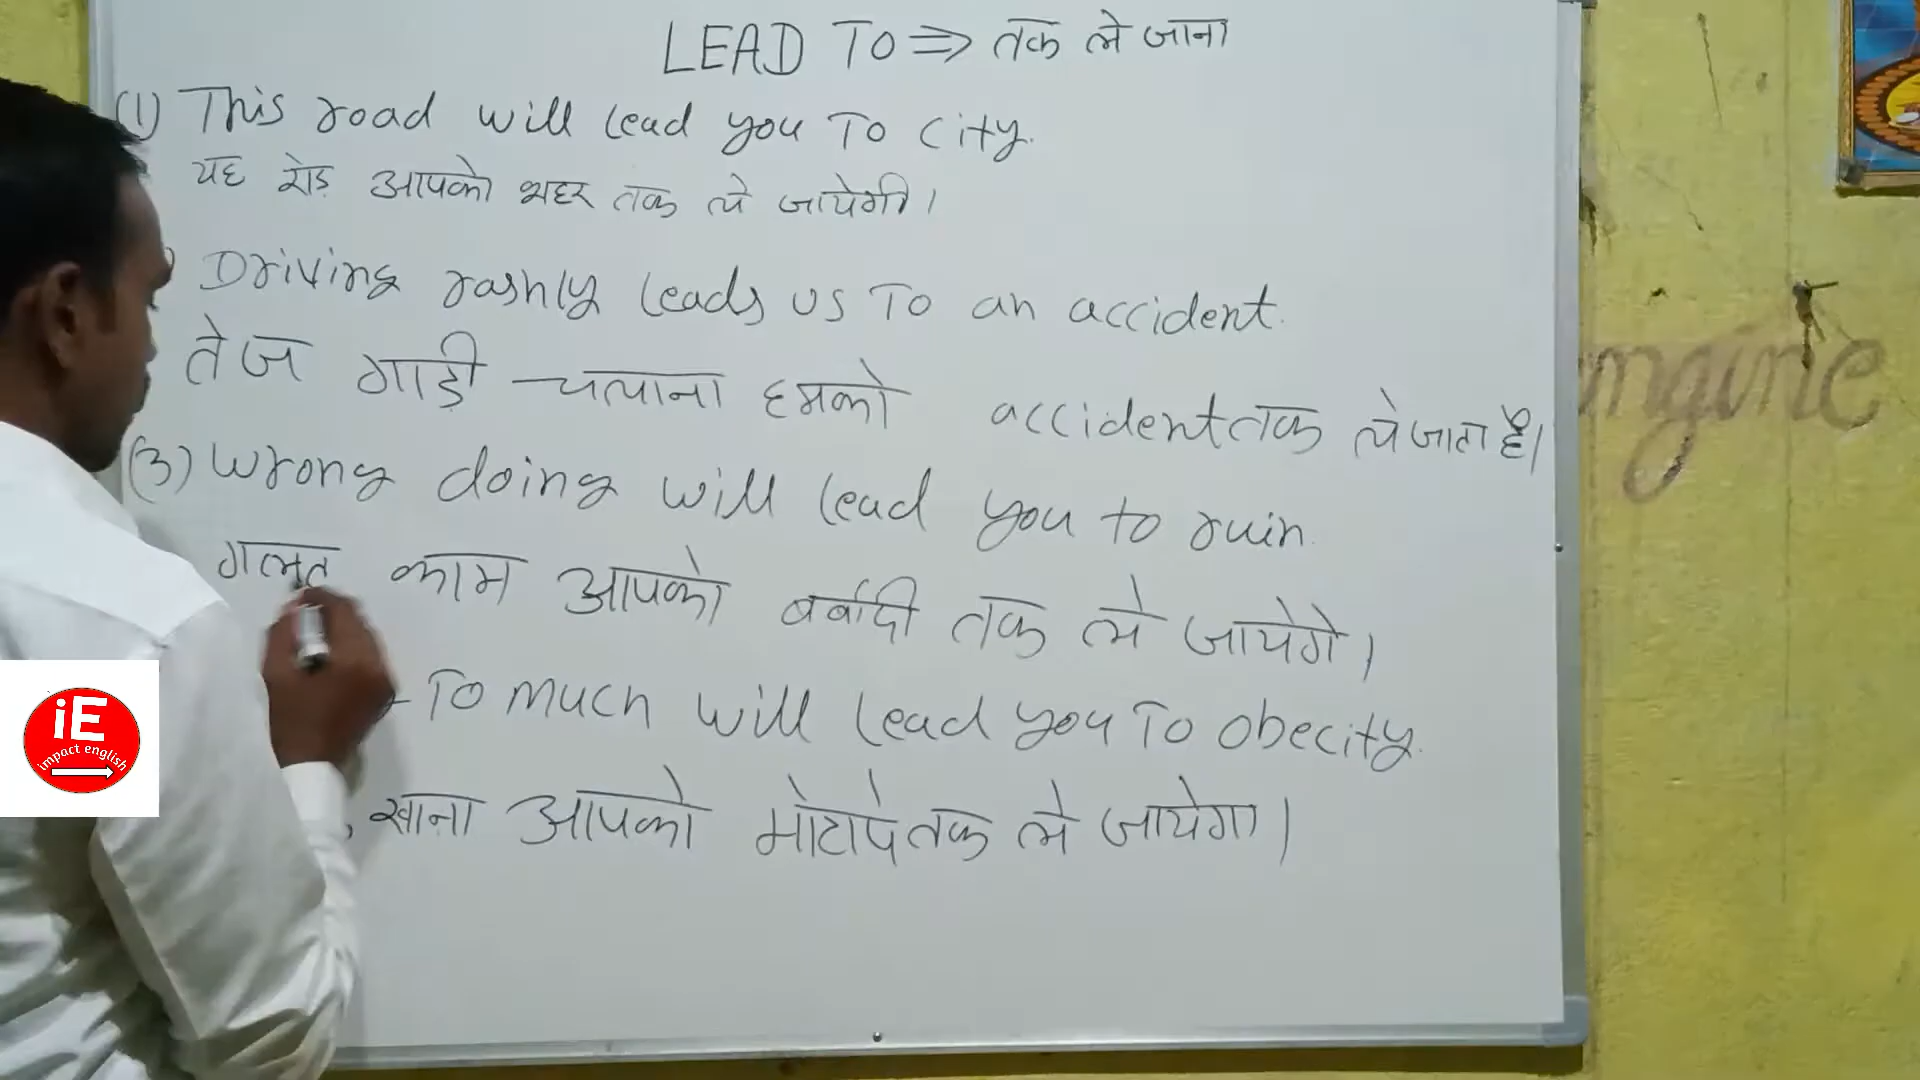 LEAD TO ⇒ तक ले जाना
(1) This road will lead you To City.
यह रोड़ आपको शहर तक ले जायेगी।
Driving rashly leads us To an accident.
तेज गाड़ी चलाना हमको accident तक ले जाता है।
(3) Wrong doing will lead you to ruin.
गलत काम आपको बर्बादी तक ले जायेगे।
To much will lead you To obecity.
खाना आपको मोटापे तक ले जायेगा।
iE
impact english